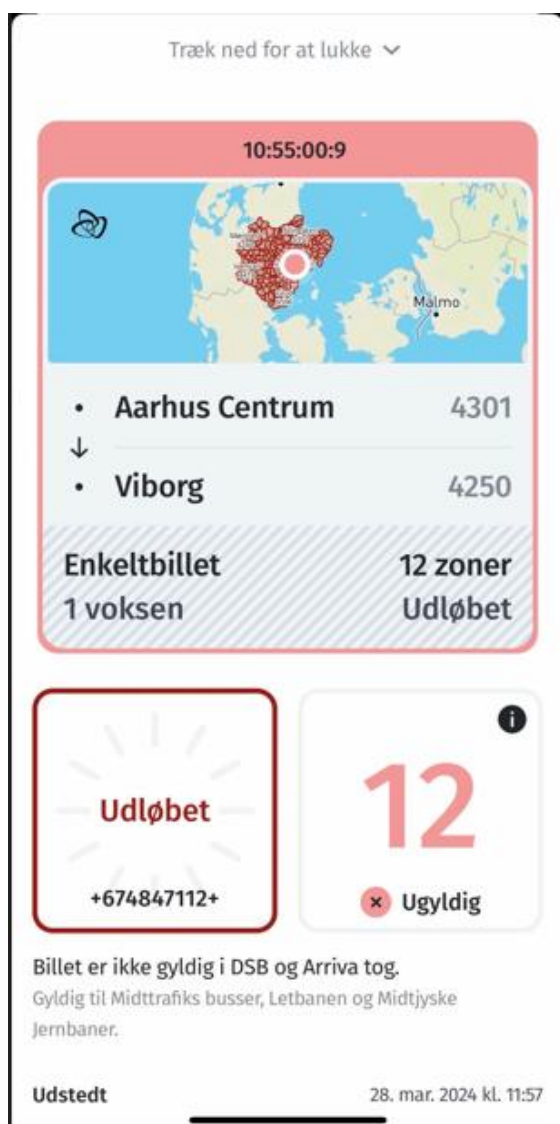 Træk ned for at lukke
10:55:00:9
Malmo
Aarhus Centrum 4301
Viborg 4250
Enkeltbillet 12 zoner
1 voksen Udløbet
Udløbet
+674847112+
12
Ugyldig
Billet er ikke gyldig i DSB og Arriva tog.
Gyldig til Midttrafiks busser, Letbanen og Midtjyske
Jernbaner.
Udstedt 28. mar. 2024 kl. 11:57